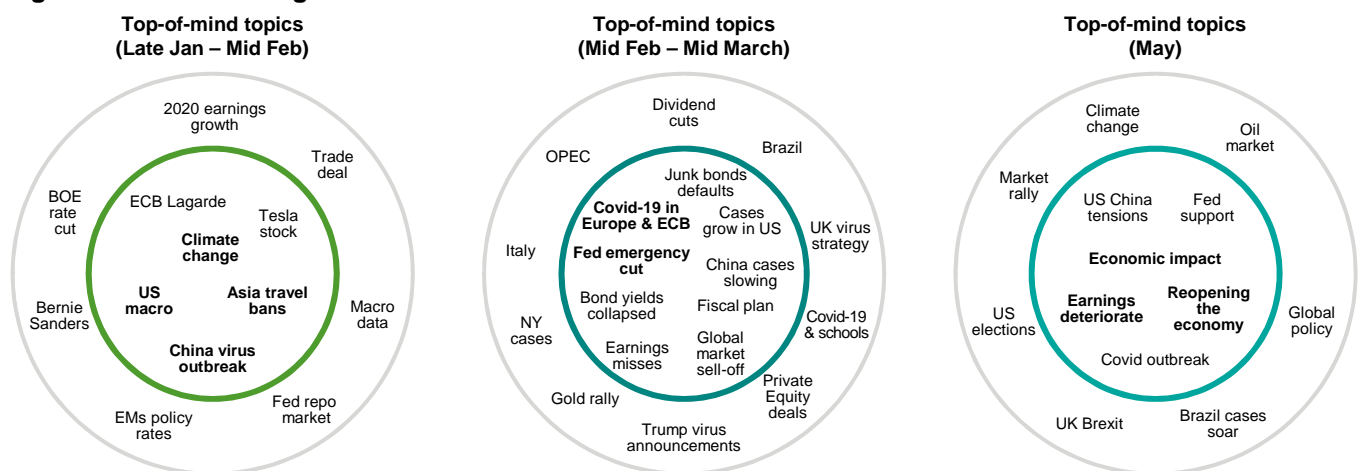 Top-of-mind topics
(Late Jan – Mid Feb)
2020 earnings
growth
Trade
deal
BOE
rate
cut
ECB Lagarde
Tesla
stock
Climate
change
US
macro
Asia travel
bans
Bernie
Sanders
Macro
data
China virus
outbreak
EMs policy
rates
Fed repo
market
Top-of-mind topics
(Mid Feb – Mid March)
Dividend
cuts
OPEC
Brazil
Junk bonds
defaults
Covid-19 in
Europe & ECB
Cases
grow in US
UK virus
strategy
Italy
Fed emergency
cut
China cases
slowing
Bond yields
collapsed
Fiscal plan
NY
cases
Covid-19
& schools
Earnings
misses
Global
market
sell-off
Gold rally
Private
Equity
deals
Trump virus
announcements
Top-of-mind topics
(May)
Climate
change
Oil
market
Market
rally
US China
tensions
Fed
support
Economic impact
Earnings
deteriorate
Reopening
the
economy
US
elections
Global
policy
Covid outbreak
UK Brexit
Brazil cases
soar